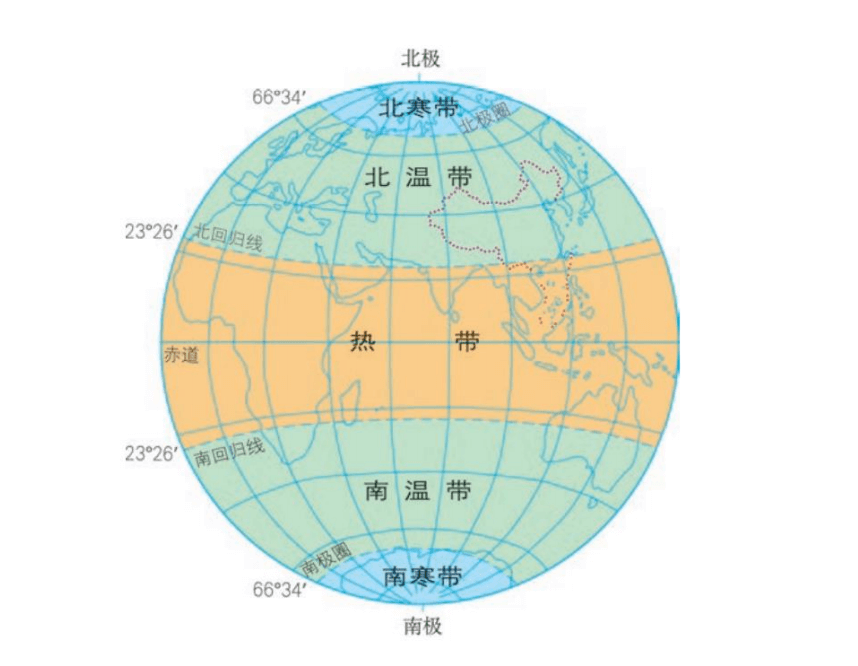 北极
66°34′
北寒带
北极圈
北温带
23°26′
北回归线
热带
赤道
23°26′
南回归线
南温带
南极圈
南寒带
66°34′
南极